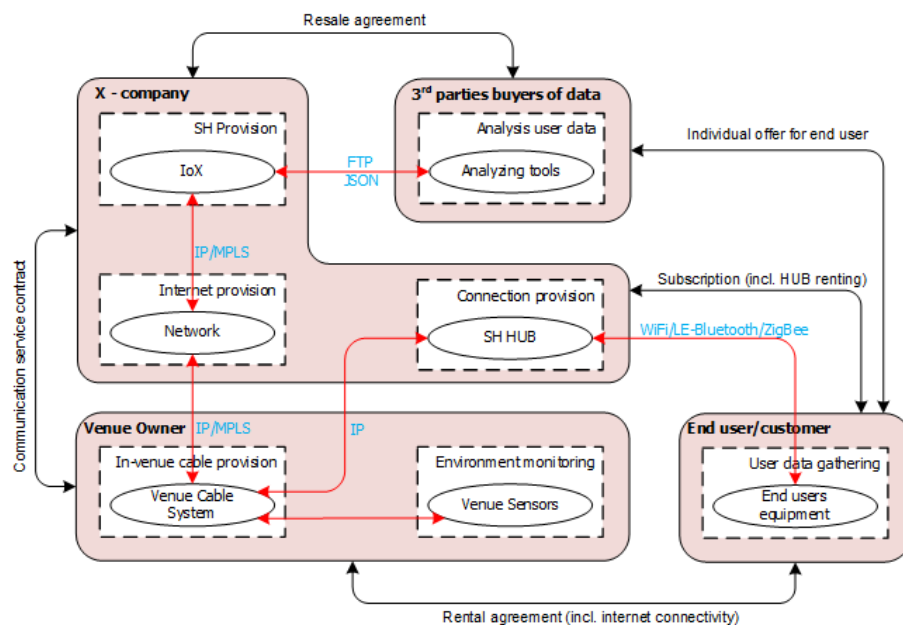 Resale agreement
X - company
3rd parties buyers of data
SH Provision
Analysis user data
Individual offer for end user
IoX
FTP
JSON
Analyzing tools
IP/MPLS
Communication service contract
Internet provision
Connection provision
Subscription (incl. HUB renting)
Network
SH HUB
WiFi/LE-Bluetooth/ZigBee
Venue Owner
IP/MPLS
IP
End user/customer
In-venue cable provision
Environment monitoring
User data gathering
Venue Cable
System
Venue Sensors
End users
equipment
Rental agreement (incl. internet connectivity)